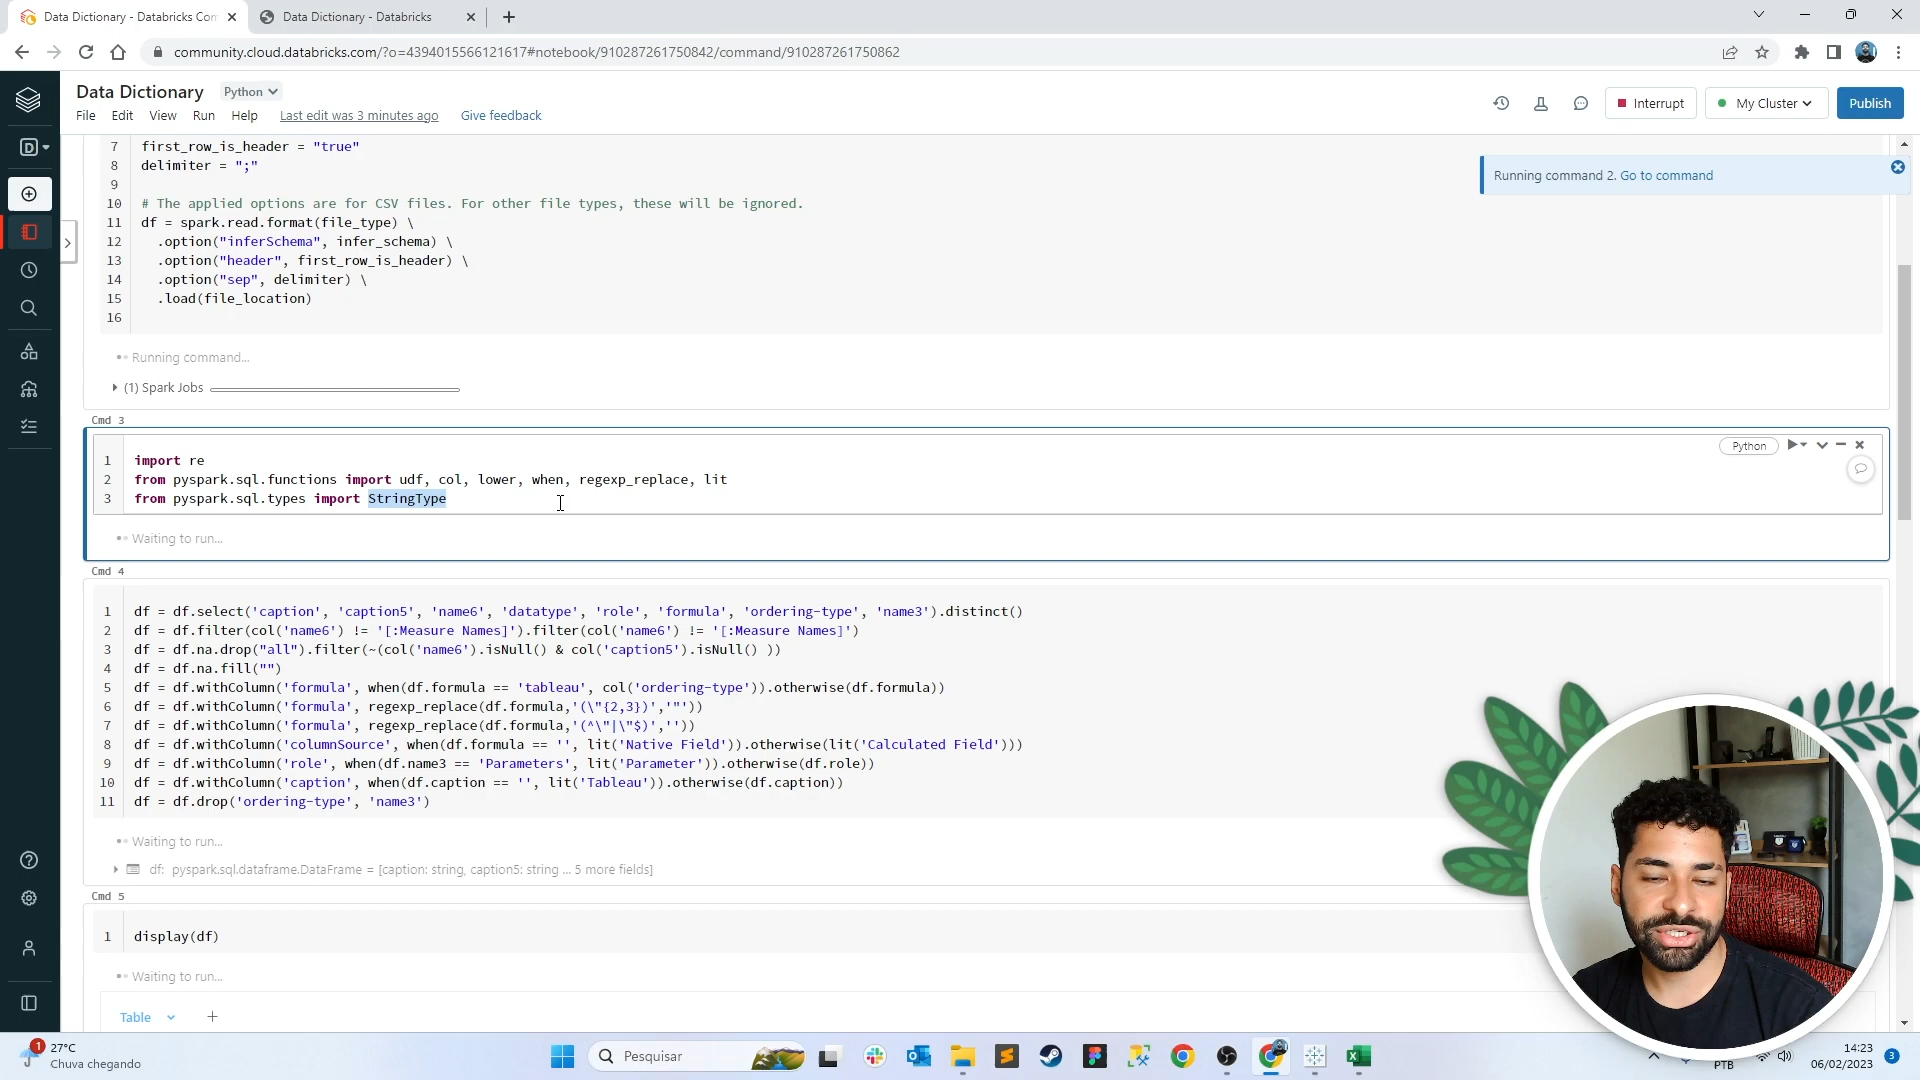 Data Dictionary - Databricks Com
Data Dictionary - Databricks
community.cloud.databricks.com/?o=4394015566121617#notebook/910287261750842/command/910287261750862
Data Dictionary
Python
File Edit View Run Help Last edit was 3 minutes ago Give feedback
Interrupt
My Cluster
Publish
D
7 first_row_is_header = "true"
8 delimiter = ";"
9
10 # The applied options are for CSV files. For other file types, these will be ignored.
11 df = spark.read.format(file_type) \
12 .option("inferSchema", infer_schema) \
13 .option("header", first_row_is_header) \
14 .option("sep", delimiter) \
15 .load(file_location)
16
Running command 2. Go to command
Running command...
(1) Spark Jobs
Cmd 3
Python
1 import re
2 from pyspark.sql.functions import udf, col, lower, when, regexp_replace, lit
3 from pyspark.sql.types import StringType
Waiting to run...
Cmd 4
1 df = df.select('caption', 'caption5', 'name6', 'datatype', 'role', 'formula', 'ordering-type', 'name3').distinct()
2 df = df.filter(col('name6') != '[:Measure Names]').filter(col('name6') != '[:Measure Names]')
3 df = df.na.drop("all").filter(~(col('name6').isNull() & col('caption5').isNull() ))
4 df = df.na.fill("")
5 df = df.withColumn('formula', when(df.formula == 'tableau', col('ordering-type')).otherwise(df.formula))
6 df = df.withColumn('formula', regexp_replace(df.formula,'(\"{2,3})','"'))
7 df = df.withColumn('formula', regexp_replace(df.formula,'(^\"|\"$)',''))
8 df = df.withColumn('columnSource', when(df.formula == '', lit('Native Field')).otherwise(lit('Calculated Field')))
9 df = df.withColumn('role', when(df.name3 == 'Parameters', lit('Parameter')).otherwise(df.role))
10 df = df.withColumn('caption', when(df.caption == '', lit('Tableau')).otherwise(df.caption))
11 df = df.drop('ordering-type', 'name3')
Waiting to run...
df: pyspark.sql.dataframe.DataFrame = [caption: string, caption5: string ... 5 more fields]
Cmd 5
1 display(df)
Waiting to run...
Table +
1
27°C
Chuva chegando
Pesquisar
PTB
14:23
06/02/2023
3